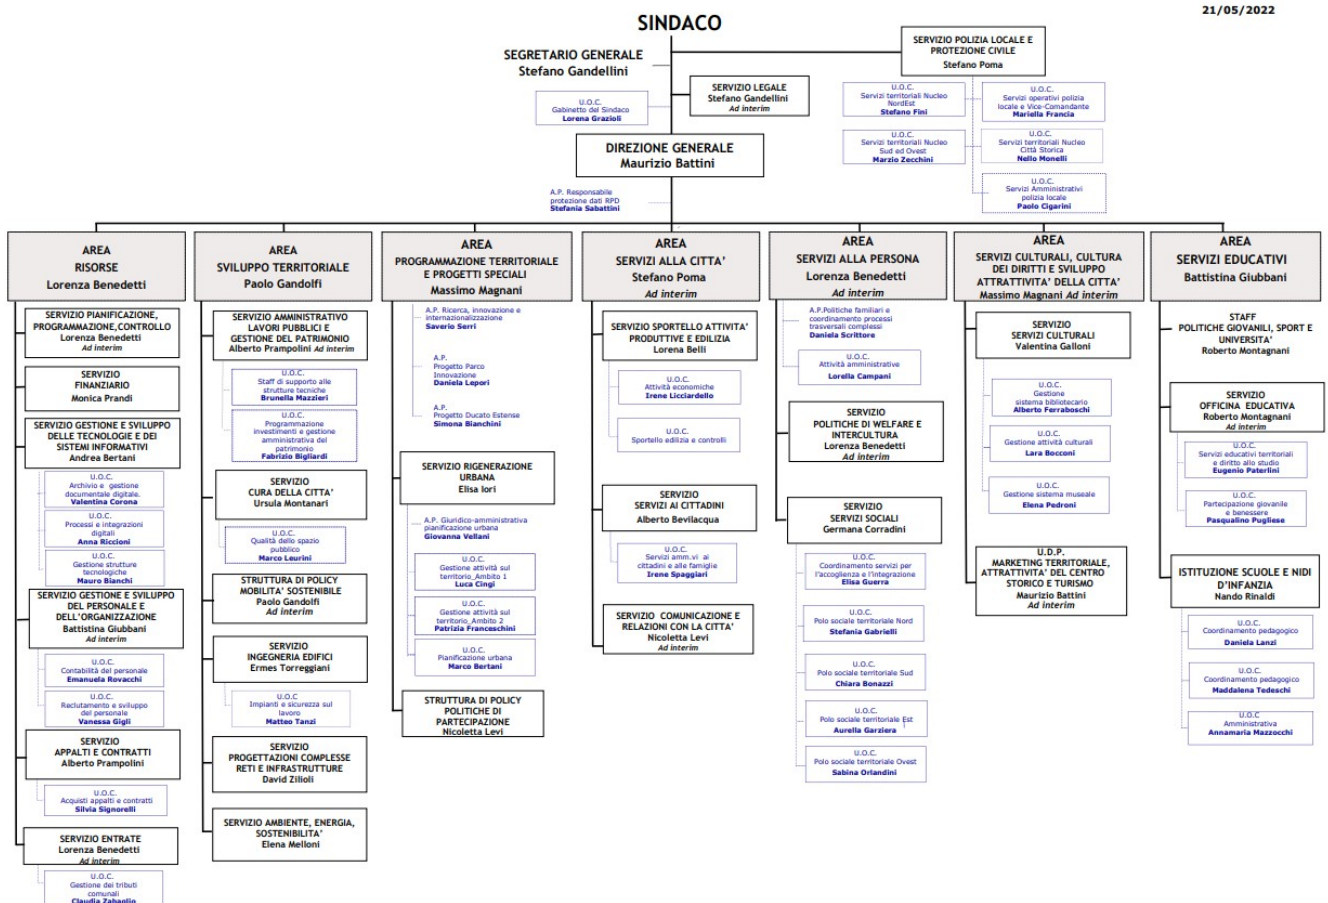 21/05/2022
SINDACO
SEGRETARIO GENERALE
Stefano Gandellini
SERVIZIO POLIZIA LOCALE E
PROTEZIONE CIVILE
Stefano Poma
SERVIZIO LEGALE
Stefano Gandellini
Ad interim
U.O.C.
Gabinetto del Sindaco
Lorena Grazioli
U.O.C.
Servizi territoriali Nucleo
NordEst
Stefano Fini
U.O.C.
Servizi operativi polizia
locale e Vice-Comandante
Mariella Francia
U.O.C.
Servizi territoriali Nucleo
Sud ed Ovest
Marzio Zecchini
U.O.C.
Servizi territoriali Nucleo
Città Storica
Nello Monelli
U.O.C.
Servizi Amministrativi
polizia locale
Paolo Cigarini
DIREZIONE GENERALE
Maurizio Battini
A.P. Responsabile
protezione dati RPD
Stefania Sabattini
AREA
RISORSE
Lorenza Benedetti
SERVIZIO PIANIFICAZIONE,
PROGRAMMAZIONE,CONTROLLO
Lorenza Benedetti
Ad interim
SERVIZIO
FINANZIARIO
Monica Prandi
SERVIZIO GESTIONE E SVILUPPO
DELLE TECNOLOGIE E DEI
SISTEMI INFORMATIVI
Andrea Bertani
U.O.C.
Archivio e gestione
documentale digitale.
Valentina Corona
U.O.C.
Processi e integrazioni
digitali
Anna Riccioni
U.O.C.
Gestione strutture
tecnologiche
Mauro Bianchi
SERVIZIO GESTIONE E SVILUPPO
DEL PERSONALE E
DELL'ORGANIZZAZIONE
Battistina Giubbani
Ad interim
U.O.C.
Contabilità del personale
Emanuela Rovacchi
U.O.C.
Reclutamento e sviluppo
del personale
Vanessa Gigli
SERVIZIO
APPALTI E CONTRATTI
Alberto Prampolini
U.O.C.
Acquisti appalti e contratti
Silvia Signorelli
SERVIZIO ENTRATE
Lorenza Benedetti
Ad interim
U.O.C.
Gestione dei tributi
comunali
Claudia Zabaglio
AREA
SVILUPPO TERRITORIALE
Paolo Gandolfi
SERVIZIO AMMINISTRATIVO
LAVORI PUBBLICI E
GESTIONE DEL PATRIMONIO
Alberto Prampolini Ad interim
U.O.C.
Staff di supporto alle
strutture tecniche
Brunella Mazzieri
U.O.C.
Programmazione
investimenti e gestione
amministrativa del
patrimonio
Fabrizio Bigliardi
SERVIZIO
CURA DELLA CITTA'
Ursula Montanari
U.O.C.
Qualità dello spazio
pubblico
Marco Leurini
STRUTTURA DI POLICY
MOBILITA' SOSTENIBILE
Paolo Gandolfi
Ad interim
SERVIZIO
INGEGNERIA EDIFICI
Ermes Torreggiani
U.O.C
Impianti e sicurezza sul
lavoro
Matteo Tanzi
SERVIZIO
PROGETTAZIONI COMPLESSE
RETI E INFRASTRUTTURE
David Zilioli
SERVIZIO AMBIENTE, ENERGIA,
SOSTENIBILITA'
Elena Melloni
AREA
PROGRAMMAZIONE TERRITORIALE
E PROGETTI SPECIALI
Massimo Magnani
A.P. Ricerca, innovazione e
internazionalizzazione
Saverio Serri
A.P.
Progetto Parco
Innovazione
Daniela Lepori
A.P.
Progetto Ducato Estense
Simona Bianchini
SERVIZIO RIGENERAZIONE
URBANA
Elisa Iori
A.P. Giuridico-amministrativa
pianificazione urbana
Giovanna Vellani
U.O.C.
Gestione attività sul
territorio_Ambito 1
Luca Cingi
U.O.C.
Gestione attività sul
territorio_Ambito 2
Patrizia Franceschini
U.O.C.
Pianificazione urbana
Marco Bertani
STRUTTURA DI POLICY
POLITICHE DI
PARTECIPAZIONE
Nicoletta Levi
AREA
SERVIZI ALLA CITTA'
Stefano Poma
Ad interim
SERVIZIO SPORTELLO ATTIVITA'
PRODUTTIVE E EDILIZIA
Lorena Belli
U.O.C.
Attività economiche
Irene Licciardello
U.O.C.
Sportello edilizia e controlli
SERVIZIO
SERVIZI AI CITTADINI
Alberto Bevilacqua
U.O.C.
Servizi amm.vi ai
cittadini e alle famiglie
Irene Spaggiari
SERVIZIO COMUNICAZIONE E
RELAZIONI CON LA CITTA'
Nicoletta Levi
Ad interim
AREA
SERVIZI ALLA PERSONA
Lorenza Benedetti
Ad interim
A.P.Politiche familiari e
coordinamento processi
trasversali complessi
Daniela Scrittore
U.O.C.
Attività amministrative
Lorella Campani
SERVIZIO
POLITICHE DI WELFARE E
INTERCULTURA
Lorenza Benedetti
Ad interim
SERVIZIO
SERVIZI SOCIALI
Germana Corradini
U.O.C.
Coordinamento servizi per
l'accoglienza e l'integrazione
Elisa Guerra
U.O.C.
Polo sociale territoriale Nord
Stefania Gabrielli
U.O.C.
Polo sociale territoriale Sud
Chiara Bonazzi
U.O.C.
Polo sociale territoriale Est
Aurella Garziera
U.O.C.
Polo sociale territoriale Ovest
Sabina Orlandini
AREA
SERVIZI CULTURALI, CULTURA
DEI DIRITTI E SVILUPPO
ATTRATTIVITA' DELLA CITTA'
Massimo Magnani Ad interim
SERVIZIO
SERVIZI CULTURALI
Valentina Galloni
U.O.C.
Gestione
sistema bibliotecario
Alberto Ferraboschi
U.O.C.
Gestione attività culturali
Lara Bocconi
U.O.C.
Gestione sistema museale
Elena Pedroni
U.D.P.
MARKETING TERRITORIALE,
ATTRATTIVITA' DEL CENTRO
STORICO E TURISMO
Maurizio Battini
Ad interim
AREA
SERVIZI EDUCATIVI
Battistina Giubbani
STAFF
POLITICHE GIOVANILI, SPORT E
UNIVERSITA'
Roberto Montagnani
SERVIZIO
OFFICINA EDUCATIVA
Roberto Montagnani
Ad interim
U.O.C.
Servizi educativi territoriali
e diritto allo studio
Eugenio Paterlini
U.O.C.
Partecipazione giovanile
e benessere
Pasqualino Pugliese
ISTITUZIONE SCUOLE E NIDI
D'INFANZIA
Nando Rinaldi
U.O.C.
Coordinamento pedagogico
Daniela Lanzi
U.O.C.
Coordinamento pedagogico
Maddalena Tedeschi
U.O.C
Amministrativa
Annamaria Mazzocchi